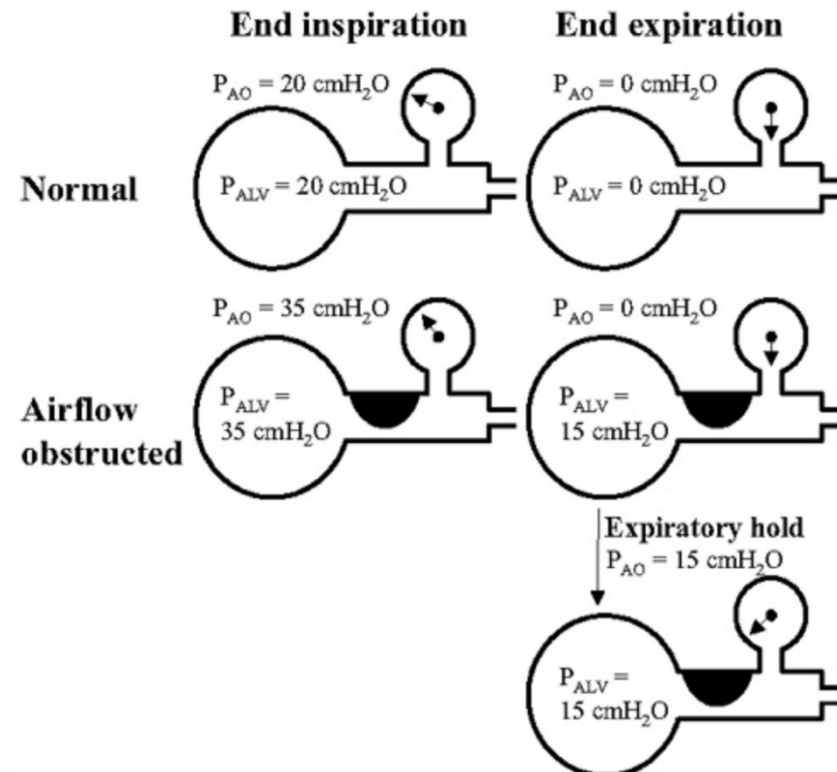 End inspiration
End expiration
P_AO = 20 cmH₂O
P_AO = 0 cmH₂O
Normal
P_ALV = 20 cmH₂O
P_ALV = 0 cmH₂O
P_AO = 35 cmH₂O
P_AO = 0 cmH₂O
Airflow
obstructed
P_ALV =
35 cmH₂O
P_ALV =
15 cmH₂O
Expiratory hold
P_AO = 15 cmH₂O
P_ALV =
15 cmH₂O